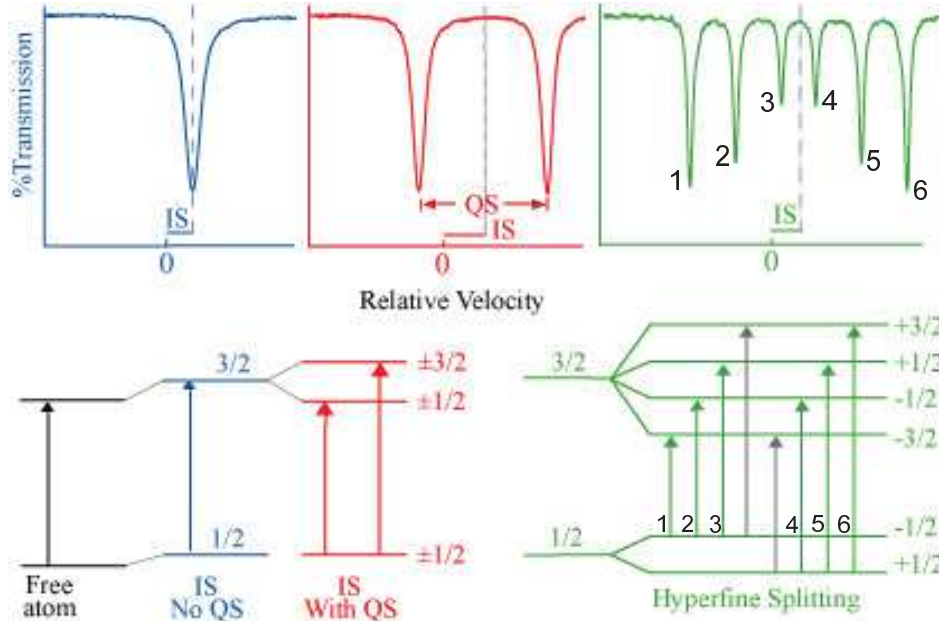 %Transmission
IS
0
QS
IS
0
1
2
3
4
5
6
IS
0
Relative Velocity
3/2
±3/2
±1/2
1/2
±1/2
Free
atom
IS
No QS
IS
With QS
3/2
+3/2
+1/2
-1/2
-3/2
1 2 3 4 5 6
1/2
-1/2
+1/2
Hyperfine Splitting